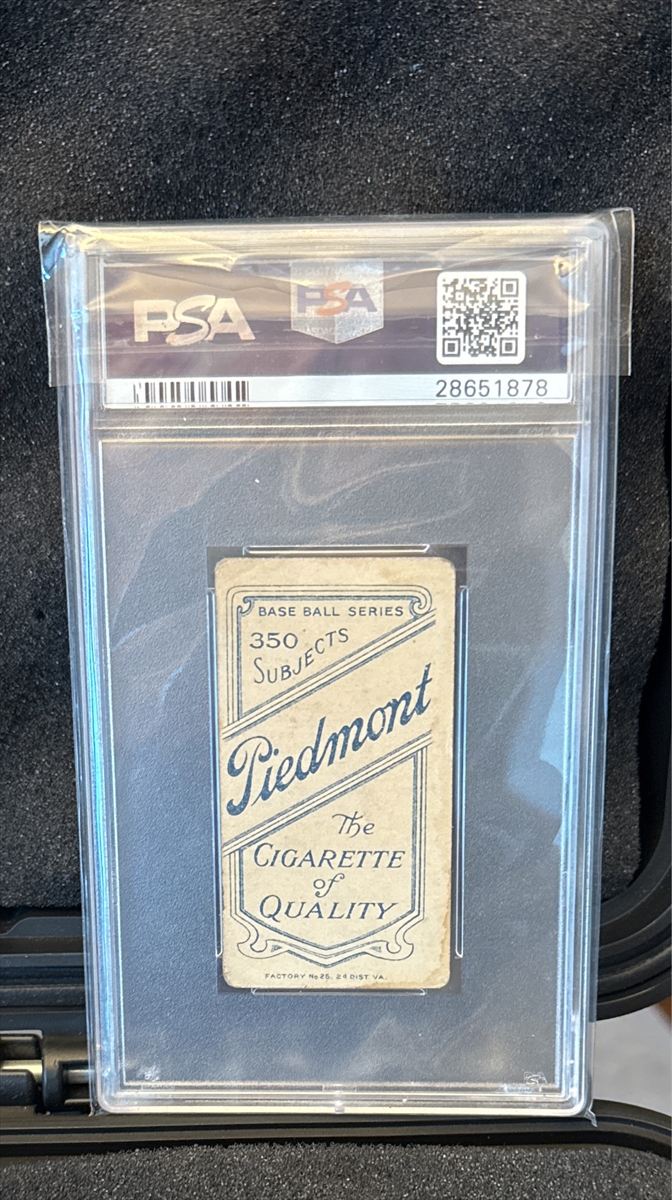 PSA
PSA
28651878
BASE BALL SERIES
350
SUBJECTS
Piedmont
The
CIGARETTE
of
QUALITY
FACTORY No 25. 2d DIST VA.